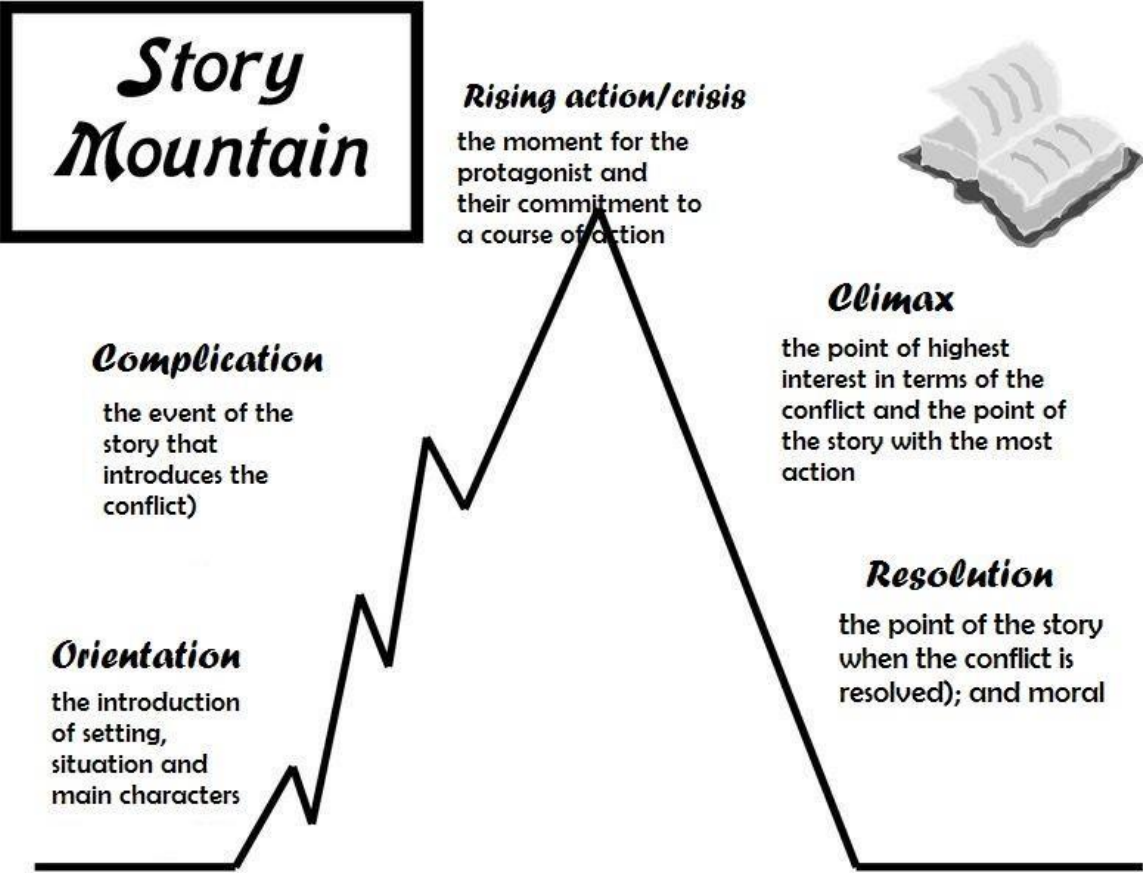 Story
Mountain
Rising action/crisis
the moment for the
protagonist and
their commitment to
a course of action
Climax
the point of highest
interest in terms of the
conflict and the point of
the story with the most
action
Complication
the event of the
story that
introduces the
conflict)
Resolution
the point of the story
when the conflict is
resolved); and moral
Orientation
the introduction
of setting,
situation and
main characters